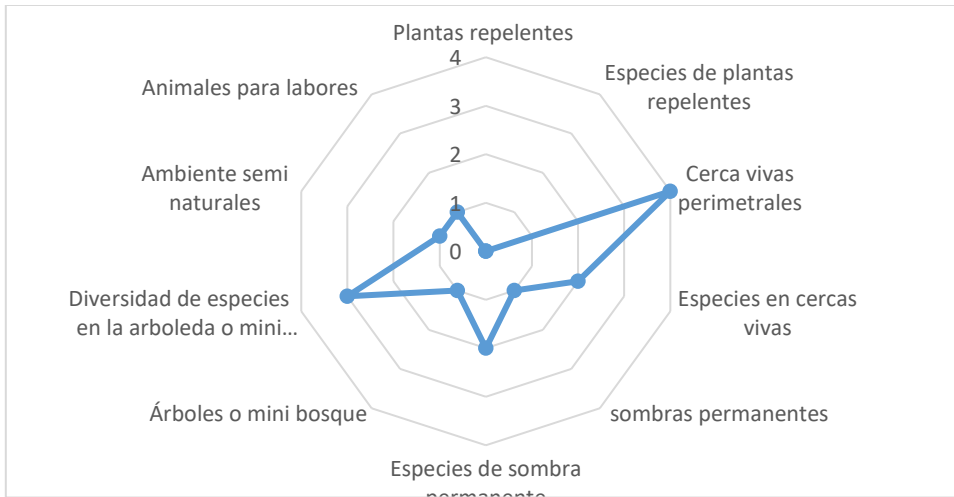 Plantas repelentes
4
3
2
1
0
Especies de plantas
repelentes
Cerca vivas
perimetrales
Especies en cercas
vivas
sombras permanentes
Especies de sombra
permanente
Árboles o mini bosque
Diversidad de especies
en la arboleda o mini...
Ambiente semi
naturales
Animales para labores